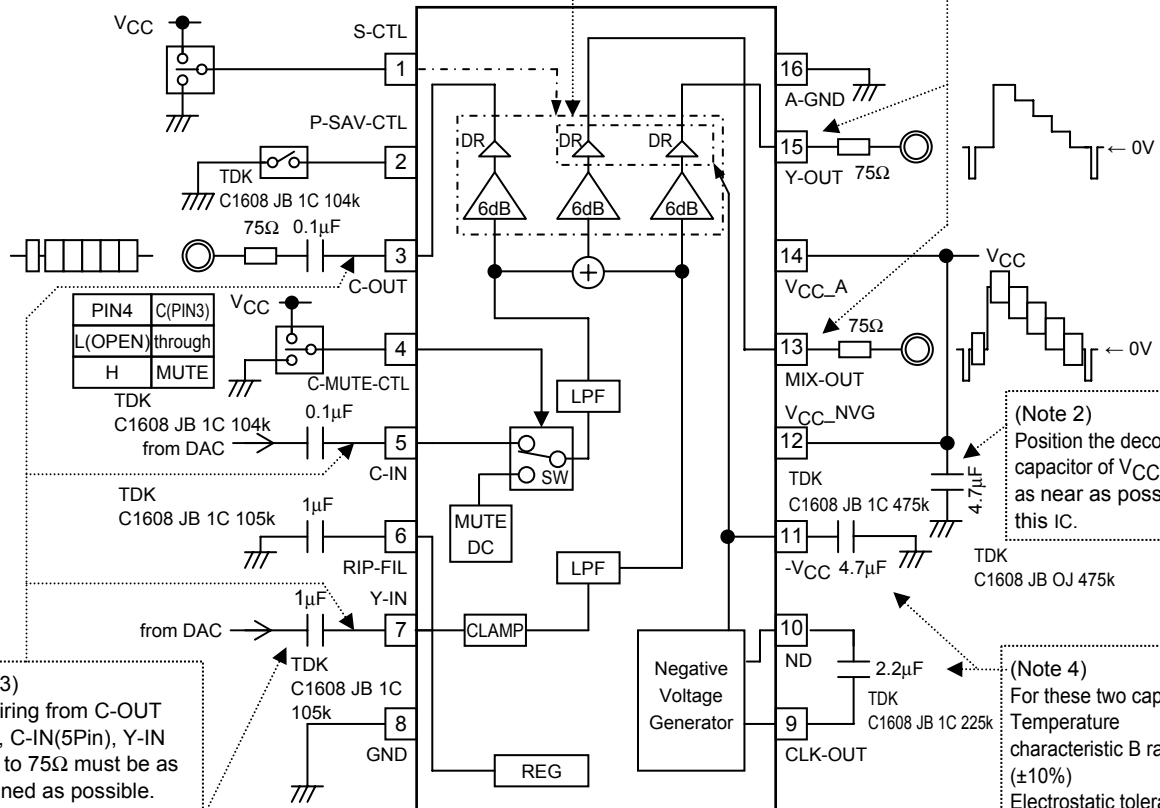 VCC
S-CTL
1
P-SAV-CTL
2
TDK
C1608 JB 1C 104k
75Ω 0.1μF
3
C-OUT
PIN4 C(PIN3)
L(OPEN) through
H MUTE
VCC
4
C-MUTE-CTL
TDK
C1608 JB 1C 104k
0.1μF
from DAC
5
C-IN
TDK
C1608 JB 1C 105k
1μF
6
RIP-FIL
Y-IN
1μF
from DAC
7
TDK
C1608 JB 1C
105k
8
GND
3)
iring from C-OUT
, C-IN(5Pin), Y-IN
to 75Ω must be as
ned as possible.
DR DR DR
6dB 6dB 6dB
+
LPF
SW
MUTE
DC
LPF
CLAMP
REG
Negative
Voltage
Generator
16
A-GND
15
Y-OUT 75Ω
← 0V
14
VCC_A
VCC
75Ω
13
MIX-OUT
← 0V
VCC_NVG
12
TDK
C1608 JB 1C 475k
4.7μF
11
-VCC 4.7μF
TDK
C1608 JB OJ 475k
10
ND
2.2μF
TDK
C1608 JB 1C 225k
9
CLK-OUT
(Note 2)
Position the deco
capacitor of VCC
as near as poss
this IC.
(Note 4)
For these two cap
Temperature
characteristic B ra
(±10%)
Electrostatic tolera